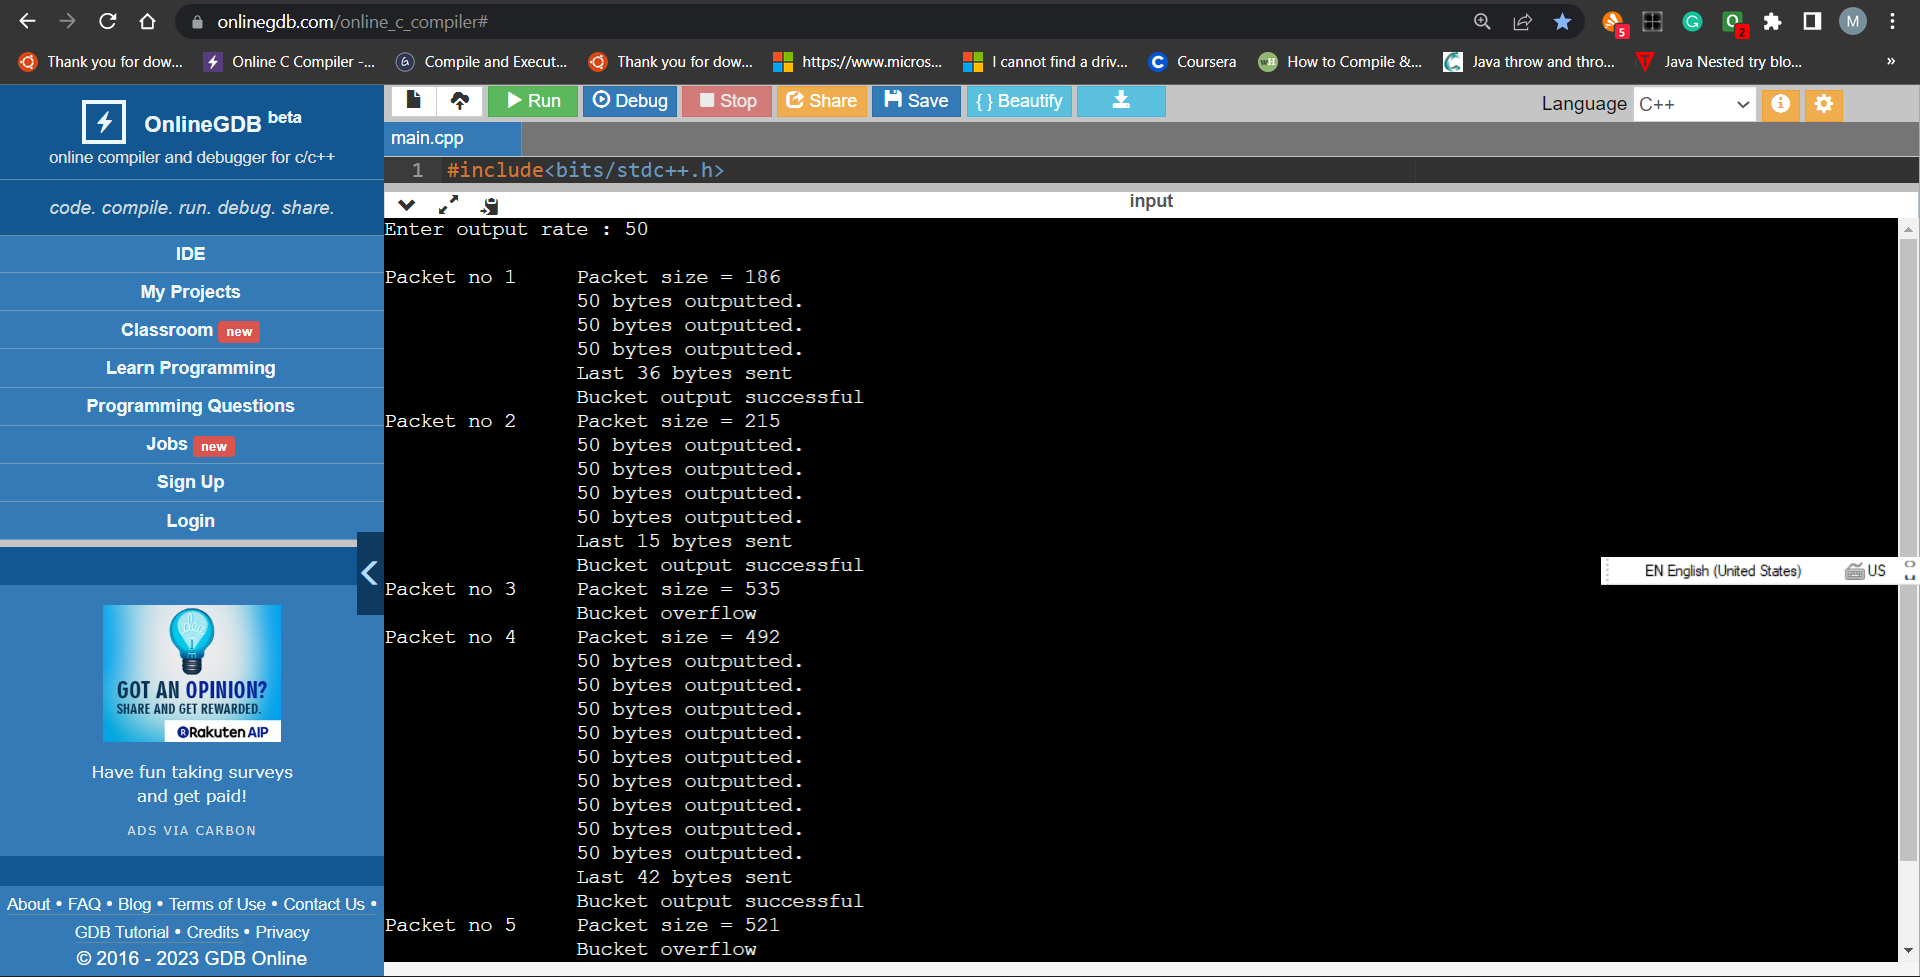 onlinegdb.com/online_c_compiler#
5
2
M
Thank you for dow...
Online C Compiler -...
Compile and Execut...
Thank you for dow...
https://www.micros...
I cannot find a driv...
Coursera
How to Compile &...
Java throw and thro...
Java Nested try blo...
»
OnlineGDB beta
online compiler and debugger for c/c++
code. compile. run. debug. share.
IDE
My Projects
Classroom new
Learn Programming
Programming Questions
Jobs new
Sign Up
Login
GOT AN OPINION?
SHARE AND GET REWARDED.
Rakuten AIP
Have fun taking surveys
and get paid!
ADS VIA CARBON
About • FAQ • Blog • Terms of Use • Contact Us •
GDB Tutorial • Credits • Privacy
© 2016 - 2023 GDB Online
Run
Debug
Stop
Share
Save
{ } Beautify
Language C++
main.cpp
1 #include<bits/stdc++.h>
input
Enter output rate : 50
Packet no 1 Packet size = 186
50 bytes outputted.
50 bytes outputted.
50 bytes outputted.
Last 36 bytes sent
Bucket output successful
Packet no 2 Packet size = 215
50 bytes outputted.
50 bytes outputted.
50 bytes outputted.
50 bytes outputted.
Last 15 bytes sent
Bucket output successful
Packet no 3 Packet size = 535
Bucket overflow
Packet no 4 Packet size = 492
50 bytes outputted.
50 bytes outputted.
50 bytes outputted.
50 bytes outputted.
50 bytes outputted.
50 bytes outputted.
50 bytes outputted.
50 bytes outputted.
50 bytes outputted.
Last 42 bytes sent
Bucket output successful
Packet no 5 Packet size = 521
Bucket overflow
EN English (United States) US